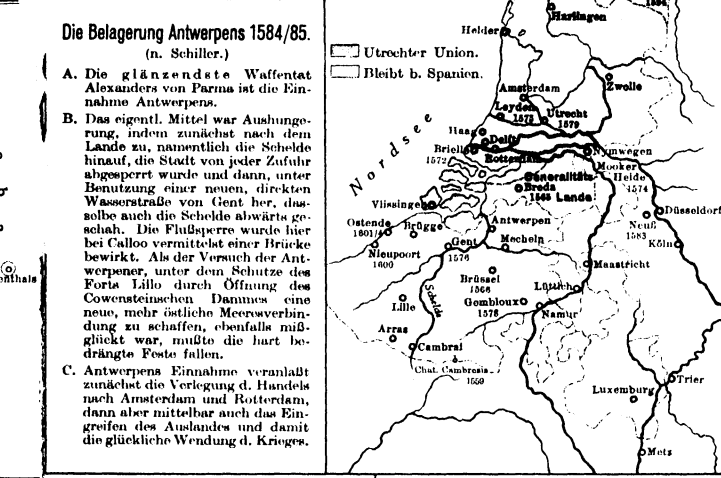 Die Belagerung Antwerpens 1584/85.
(n. Schiller.)
A. Die glänzendste Waffentat
Alexanders von Parma ist die Ein-
nahme Antwerpens.
B. Das eigentl. Mittel war Aushunge-
rung, indem zunächst nach dem
Lande zu, namentlich die Schelde
hinauf, die Stadt von jeder Zufuhr
abgesperrt wurde und dann, unter
Benutzung einer neuen, direkten
Wasserstraße von Gent her, das-
selbe auch die Schelde abwärts ge-
schah. Die Flußsperre wurde hier
bei Calloo vermittelst einer Brücke
bewirkt. Als der Versuch der Ant-
werpener, unter dem Schutze des
Forts Lillo durch Öffnung des
Cowensteinschen Dammes eine
neue, mehr östliche Meeresverbin-
dung zu schaffen, ebenfalls miß-
glückt war, mußte die hart be-
drängte Feste fallen.
C. Antwerpens Einnahme veranlaßt
zunächst die Verlegung d. Handels
nach Amsterdam und Rotterdam,
dann aber mittelbar auch das Ein-
greifen des Auslandes und damit
die glückliche Wendung d. Krieges.
enthals
Utrechter Union.
Bleibt b. Spanien.
Nordsee
Harlingen
Helder
Zwolle
Amsterdam
Leyden
1575
Utrecht
1579
Haag
Delft
Briel
1572
Rotterdam
Nymwegen
Mooker
Heide
1574
Generalitäts
Lande
Breda
Vlissingen
Düsseldorf
Neuß
1583
Köln
Ostende
1601/4
Brügge
Antwerpen
Nieuport
1600
Gent
1576
Mecheln
Maastricht
Brüssel
1568
Lüttich
Schelde
Lille
Gembloux
1578
Namur
Arras
Cambrai
Chat. Cambresis
1559
Luxemburg
Trier
Metz